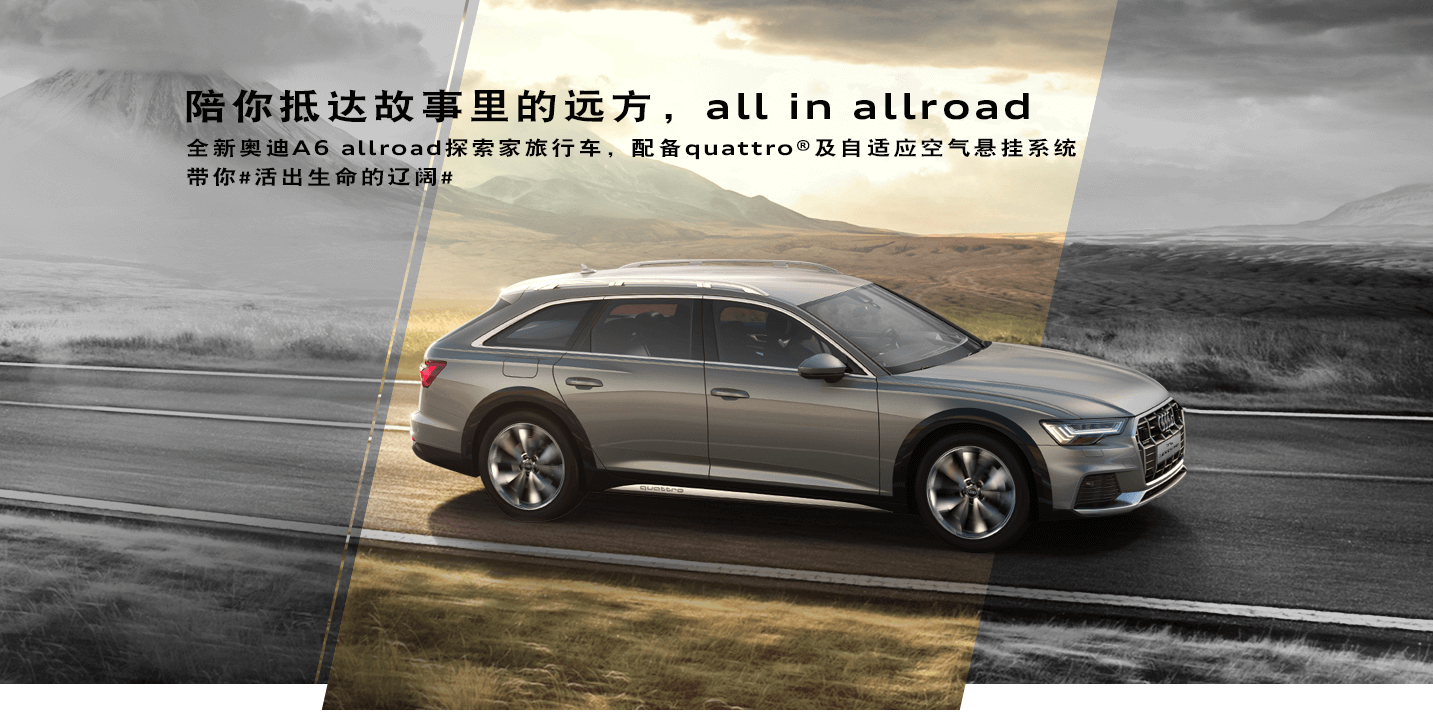 陪你抵达故事里的远方，all in allroad
全新奥迪A6 allroad探索家旅行车，配备quattro®及自适应空气悬挂系统
带你#活出生命的辽阔#
quattro